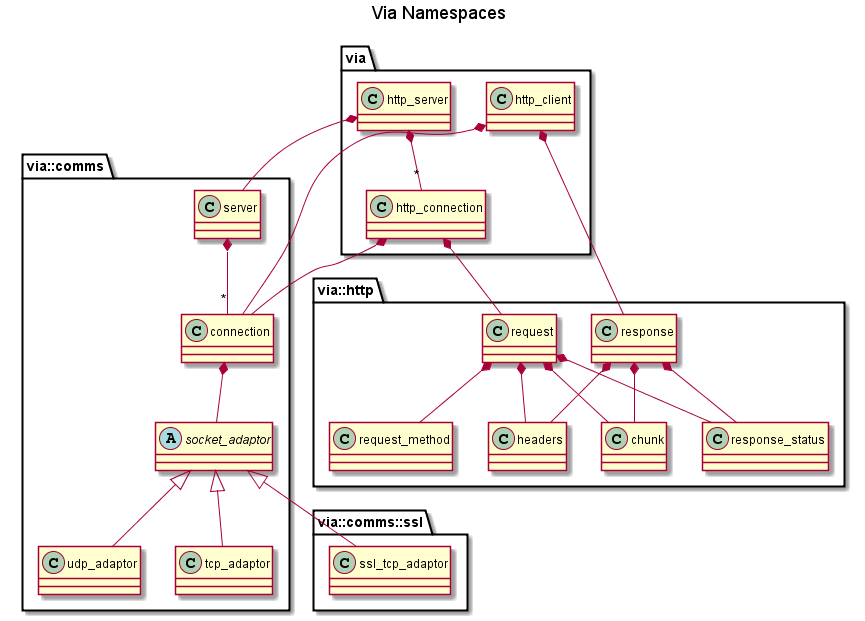 Via Namespaces
via
C http_server
C http_client
*
C http_connection
via::comms
C server
*
C connection
A socket_adaptor
C udp_adaptor
C tcp_adaptor
via::http
C request
C response
C request_method
C headers
C chunk
C response_status
via::comms::ssl
C ssl_tcp_adaptor